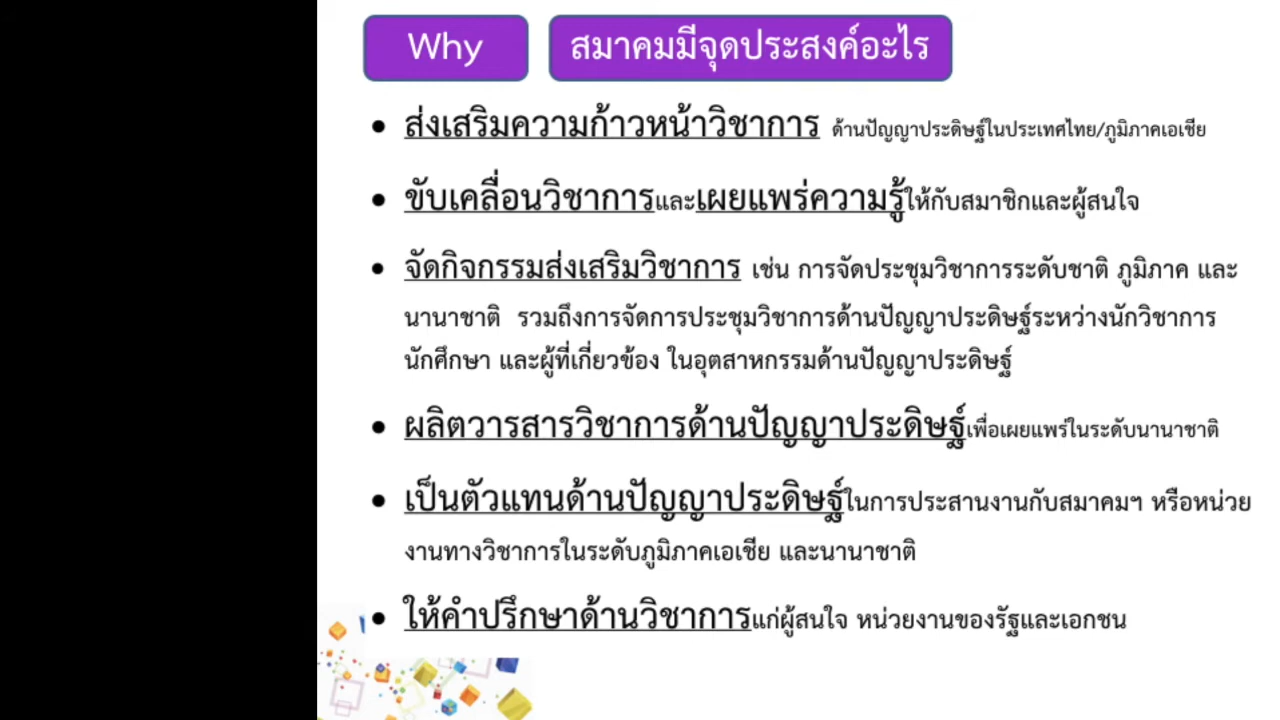 Why สมาคมมีจุดประสงค์อะไร
• ส่งเสริมความก้าวหน้าวิชาการ ด้านปัญญาประดิษฐ์ในประเทศไทย/ภูมิภาคเอเชีย
• ขับเคลื่อนวิชาการและเผยแพร่ความรู้ให้กับสมาชิกและผู้สนใจ
• จัดกิจกรรมส่งเสริมวิชาการ เช่น การจัดประชุมวิชาการระดับชาติ ภูมิภาค และ
นานาชาติ รวมถึงการจัดการประชุมวิชาการด้านปัญญาประดิษฐ์ระหว่างนักวิชาการ
นักศึกษา และผู้ที่เกี่ยวข้อง ในอุตสาหกรรมด้านปัญญาประดิษฐ์
• ผลิตวารสารวิชาการด้านปัญญาประดิษฐ์เพื่อเผยแพร่ในระดับนานาชาติ
• เป็นตัวแทนด้านปัญญาประดิษฐ์ในการประสานงานกับสมาคมฯ หรือหน่วย
งานทางวิชาการในระดับภูมิภาคเอเชีย และนานาชาติ
• ให้คำปรึกษาด้านวิชาการแก่ผู้สนใจ หน่วยงานของรัฐและเอกชน